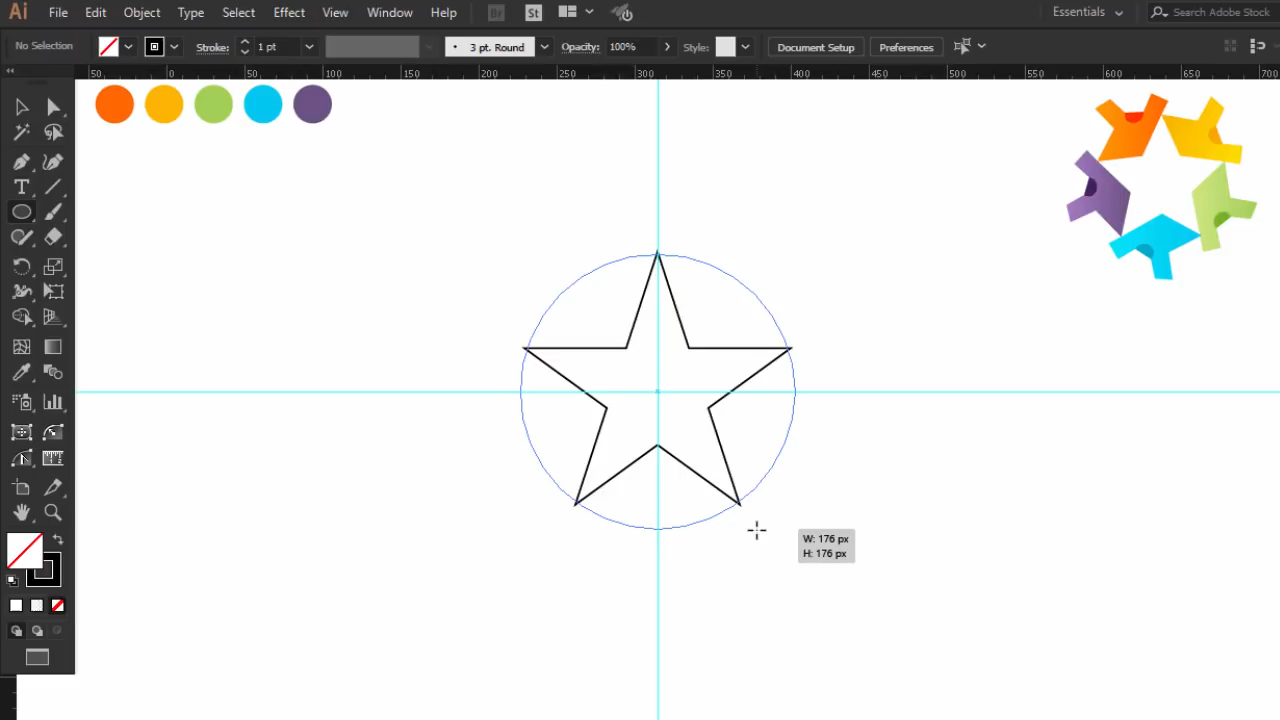 Ai File Edit Object Type Select Effect View Window Help Br St Essentials Search Adobe Stock
No Selection Stroke: 1 pt 3 pt. Round Opacity: 100% Style: Document Setup Preferences
50 0 50 100 150 200 250 300 350 400 450 500 550 600 650 700
T
W: 176 px
H: 176 px